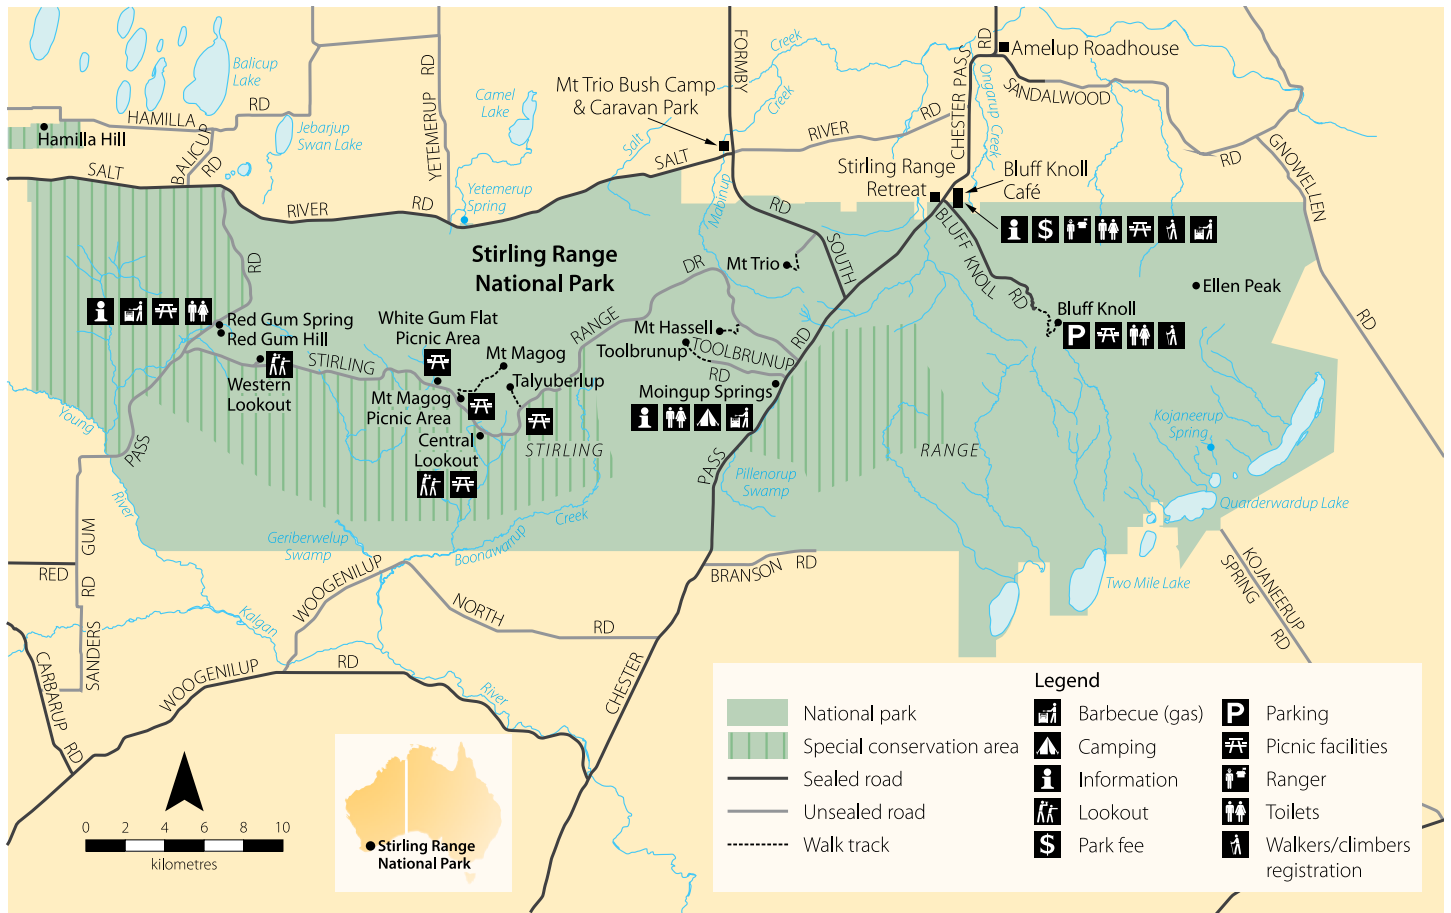 Balicup
Lake
HAMILLA
RD
Hamilla Hill
BALICUP
RD
Jebarjup
Swan Lake
SALT
RIVER
RD
YETEMERUP
RD
Camel
Lake
Yetemerup
Spring
Mt Trio Bush Camp
& Caravan Park
FORMBY
RD
Creek
Creek
Salt
SALT
RIVER
RD
CHESTER PASS
RD
Amelup Roadhouse
Ongarup Creek
SANDALWOOD
RD
GNOWELLEN
RD
Stirling Range
Retreat
Bluff Knoll
Café
Mabinup
SOUTH
BLUFF KNOLL
RD
Stirling Range
National Park
DR
Mt Trio
Ellen Peak
RD
Red Gum Spring
Red Gum Hill
White Gum Flat
Picnic Area
RANGE
Mt Hassell
Toolbrunup
TOOLBRUNUP
RD
RD
Bluff Knoll
P
STIRLING
Western
Lookout
Mt Magog
Talyuberlup
Mt Magog
Picnic Area
Moingup Springs
Central
Lookout
STIRLING
RANGE
Kojaneerup
Spring
Young
River
PASS
PASS
Pillenorup
Swamp
Quarderwardup Lake
Creek
Boonawarrup
Geriberwelup
Swamp
GUM
RED
RD
SANDERS
WOOGENILUP
NORTH
RD
BRANSON RD
Two Mile Lake
KOJANEERUP
SPRING
RD
Kalgan
River
CARBARUP
RD
WOOGENILUP
RD
CHESTER
0 2 4 6 8 10
kilometres
Stirling Range
National Park
Legend
National park
Special conservation area
Sealed road
Unsealed road
Walk track
Barbecue (gas)
Camping
Information
Lookout
$ Park fee
P Parking
Picnic facilities
Ranger
Toilets
Walkers/climbers
registration